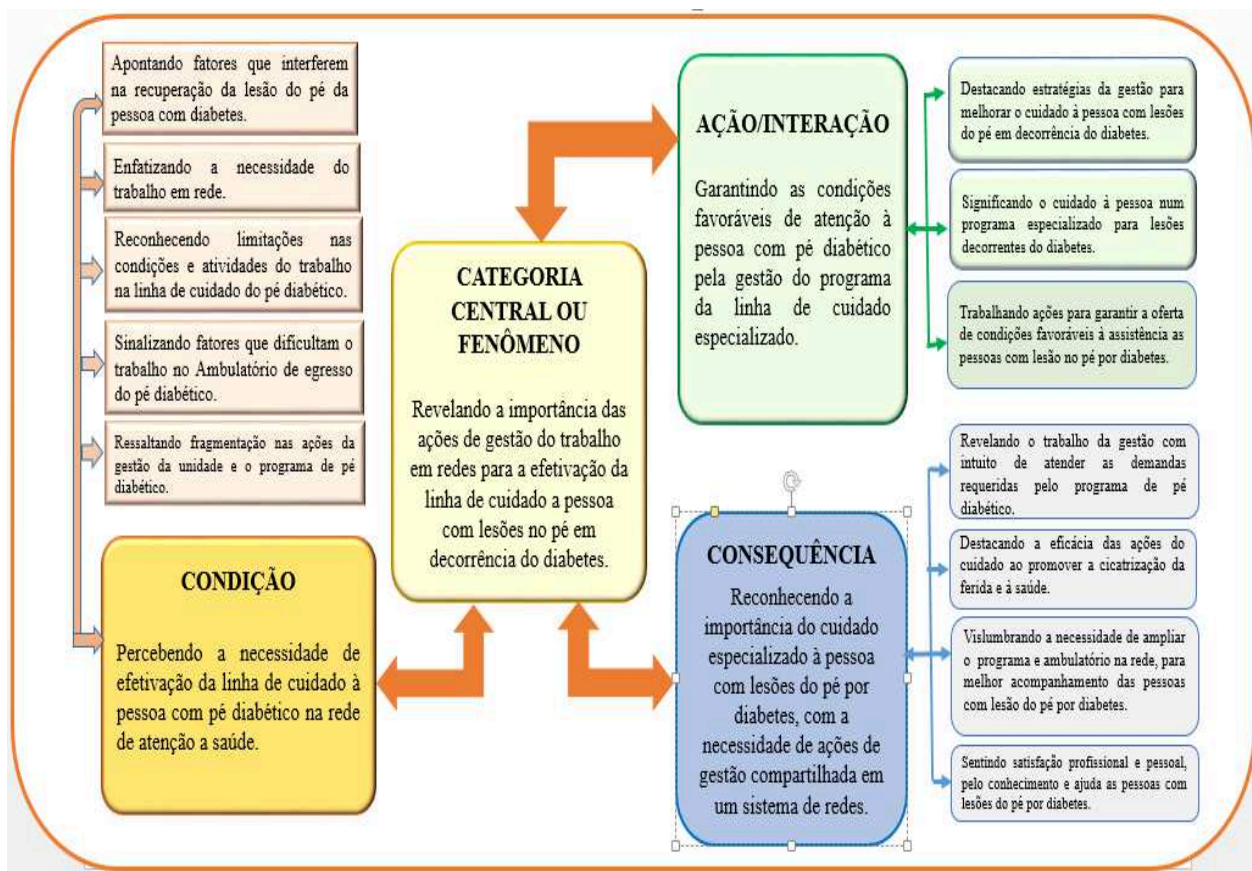 Apontando fatores que interferem
na recuperação da lesão do pé da
pessoa com diabetes.
Enfatizando a necessidade do
trabalho em rede.
Reconhecendo limitações nas
condições e atividades do trabalho
na linha de cuidado do pé diabético.
Sinalizando fatores que dificultam o
trabalho no Ambulatório de egresso
do pé diabético.
Ressaltando fragmentação nas ações da
gestão da unidade e o programa de pé
diabético.
CONDIÇÃO
Percebendo a necessidade de
efetivação da linha de cuidado à
pessoa com pé diabético na rede
de atenção a saúde.
CATEGORIA
CENTRAL OU
FENÔMENO
Revelando a importância das
ações de gestão do trabalho
em redes para a efetivação da
linha de cuidado a pessoa
com lesões no pé em
decorrência do diabetes.
AÇÃO/INTERAÇÃO
Garantindo as condições
favoráveis de atenção à
pessoa com pé diabético
pela gestão do programa
da linha de cuidado
especializado.
Destacando estratégias da gestão para
melhorar o cuidado à pessoa com lesões
do pé em decorrência do diabetes.
Significando o cuidado à pessoa num
programa especializado para lesões
decorrentes do diabetes.
Trabalhando ações para garantir a oferta
de condições favoráveis à assistência as
pessoas com lesão no pé por diabetes.
CONSEQUÊNCIA
Reconhecendo a
importância do cuidado
especializado à pessoa
com lesões do pé por
diabetes, com a
necessidade de ações de
gestão compartilhada em
um sistema de redes.
Revelando o trabalho da gestão com
intuito de atender as demandas
requeridas pelo programa de pé
diabético.
Destacando a eficácia das ações do
cuidado ao promover a cicatrização da
ferida e à saúde.
Vislumbrando a necessidade de ampliar
o programa e ambulatório na rede, para
melhor acompanhamento das pessoas
com lesão do pé por diabetes.
Sentindo satisfação profissional e pessoal,
pelo conhecimento e ajuda as pessoas com
lesões do pé por diabetes.